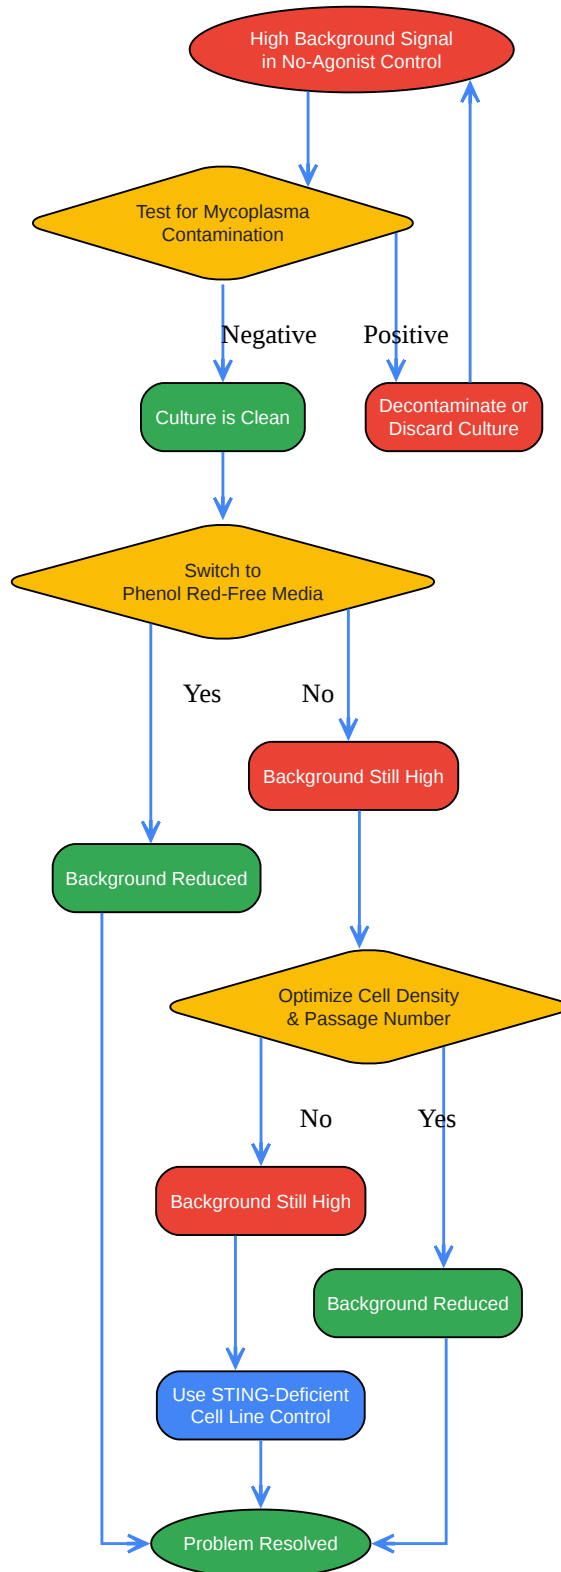 High Background Signal
in No-Agonist Control
Test for Mycoplasma
Contamination
Negative
Positive
Culture is Clean
Decontaminate or
Discard Culture
Switch to
Phenol Red-Free Media
Yes
No
Background Still High
Background Reduced
Optimize Cell Density
& Passage Number
No
Yes
Background Still High
Background Reduced
Use STING-Deficient
Cell Line Control
Problem Resolved